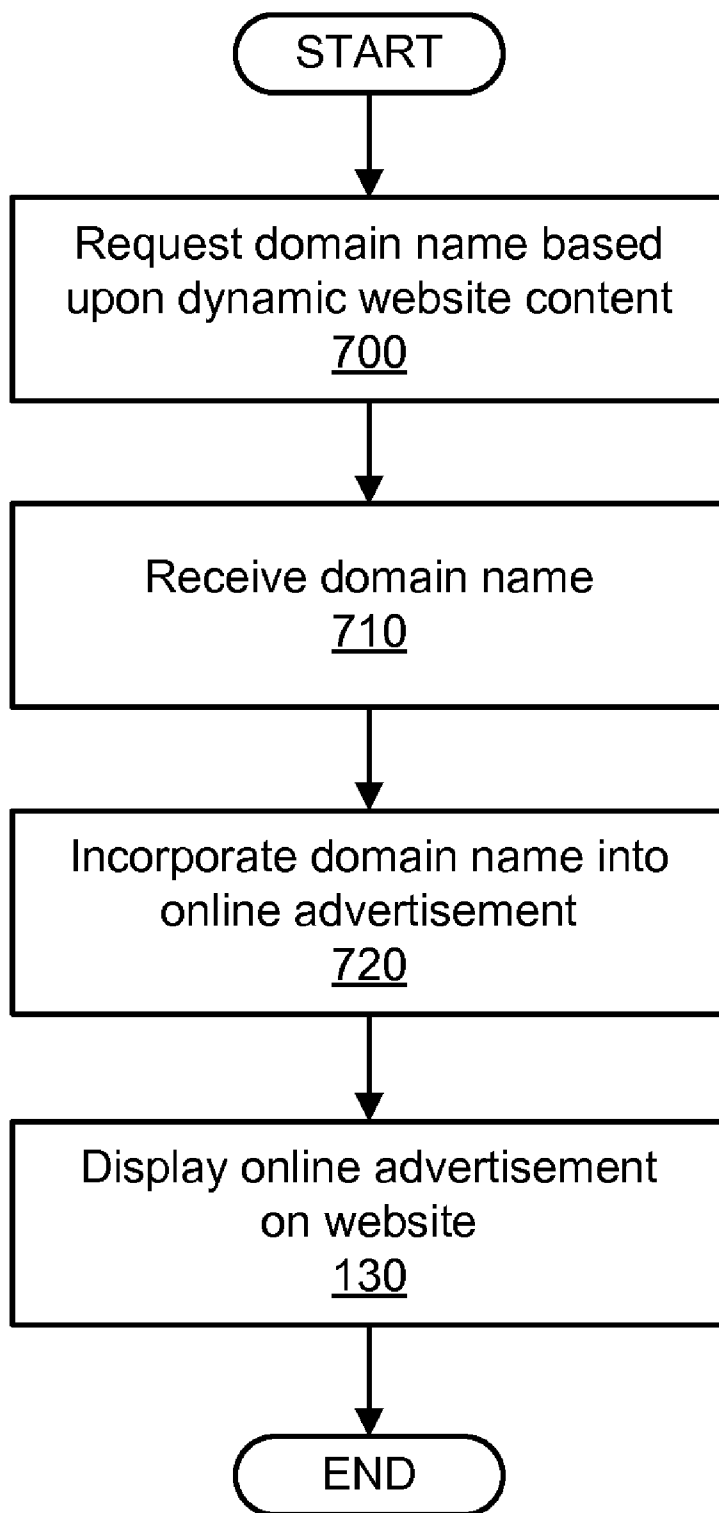 START
Request domain name based
upon dynamic website content
700
Receive domain name
710
Incorporate domain name into
online advertisement
720
Display online advertisement
on website
130
END